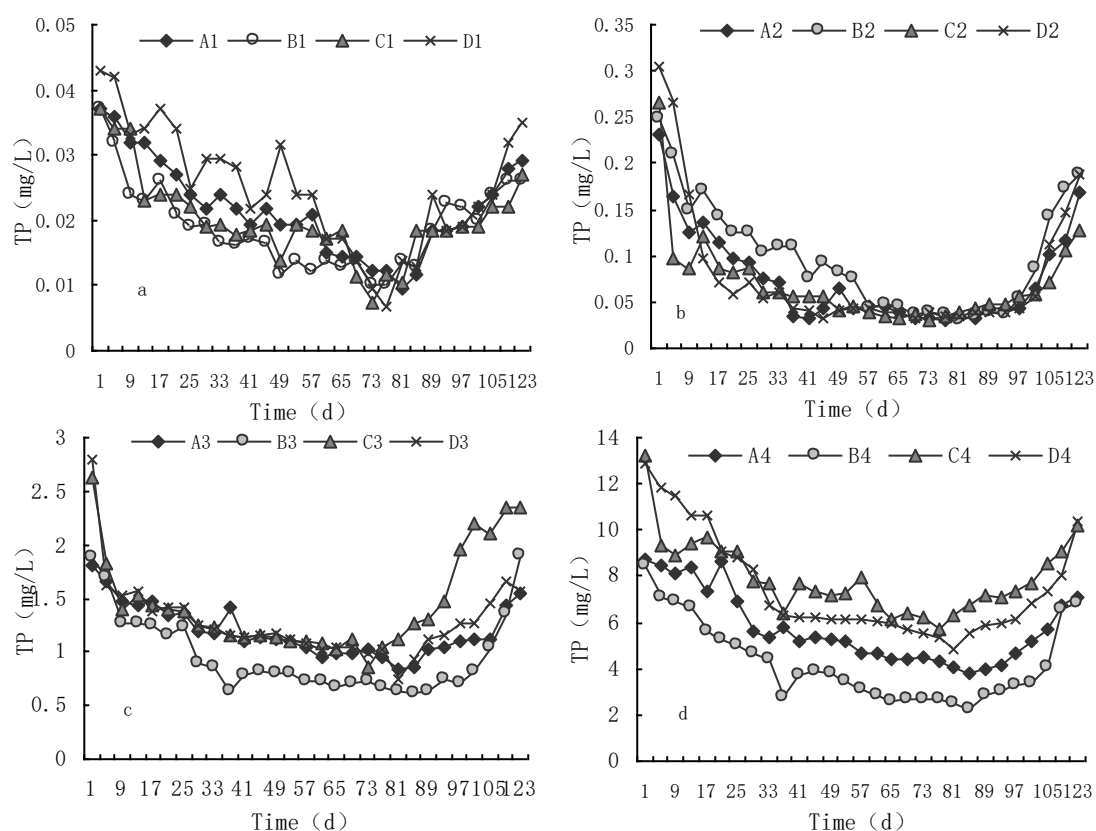 A1 B1 C1 D1
0.05
0.04
0.03
0.02
0.01
0
TP (mg/L)
a
1 9 17 25 33 41 49 57 65 73 81 89 97 105 123
Time (d)
A2 B2 C2 D2
0.35
0.3
0.25
0.2
0.15
0.1
0.05
0
TP (mg/L)
b
1 9 17 25 33 41 49 57 65 73 81 89 97 105 123
Time (d)
A3 B3 C3 D3
3
2.5
2
1.5
1
0.5
0
TP (mg/L)
c
1 9 17 25 33 41 49 57 65 73 81 89 97 105 123
Time (d)
A4 B4 C4 D4
14
12
10
8
6
4
2
0
TP (mg/L)
d
1 9 17 25 33 41 49 57 65 73 81 89 97 105 123
Time (d)